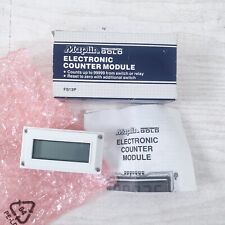 Maplin GOLD
ELECTRONIC
COUNTER MODULE
• Counts up to 99999 from switch or relay
• Reset to zero with additional switch
FS13P
Maplin GOLD
ELECTRONIC
COUNTER
MODULE